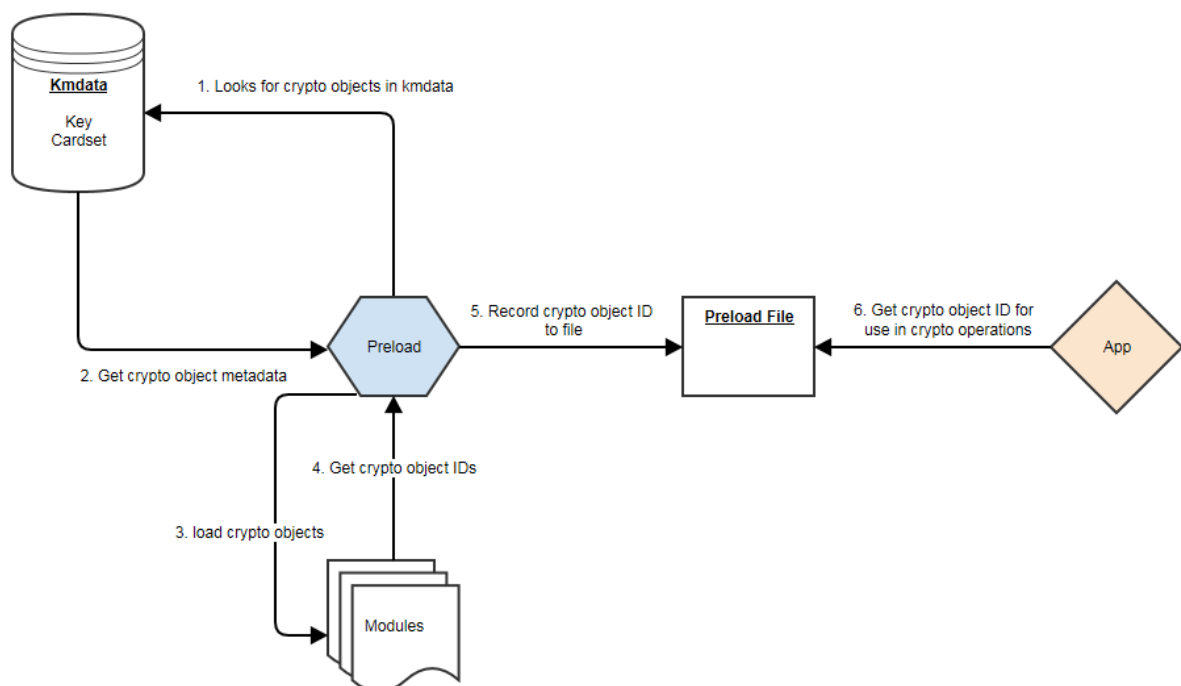 Kmdata
Key
Cardset
1. Looks for crypto objects in kmdata
2. Get crypto object metadata
Preload
5. Record crypto object ID
to file
Preload File
6. Get crypto object ID for
use in crypto operations
App
4. Get crypto object IDs
3. load crypto objects
Modules